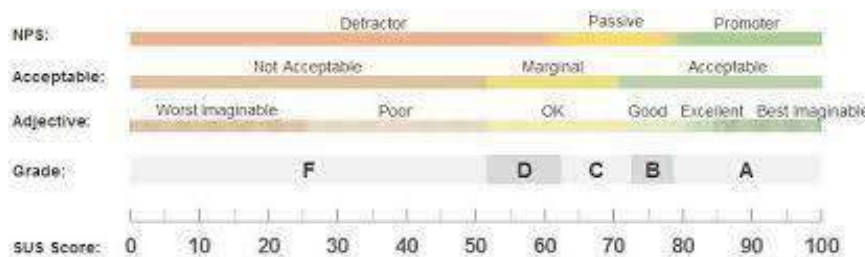 NPS: Detractor Passive Promoter
Acceptable: Not Acceptable Marginal Acceptable
Adjective: Worst Imaginable Poor OK Good Excellent Best Imaginable
Grade: F D C B A
SUS Score: 0 10 20 30 40 50 60 70 80 90 100